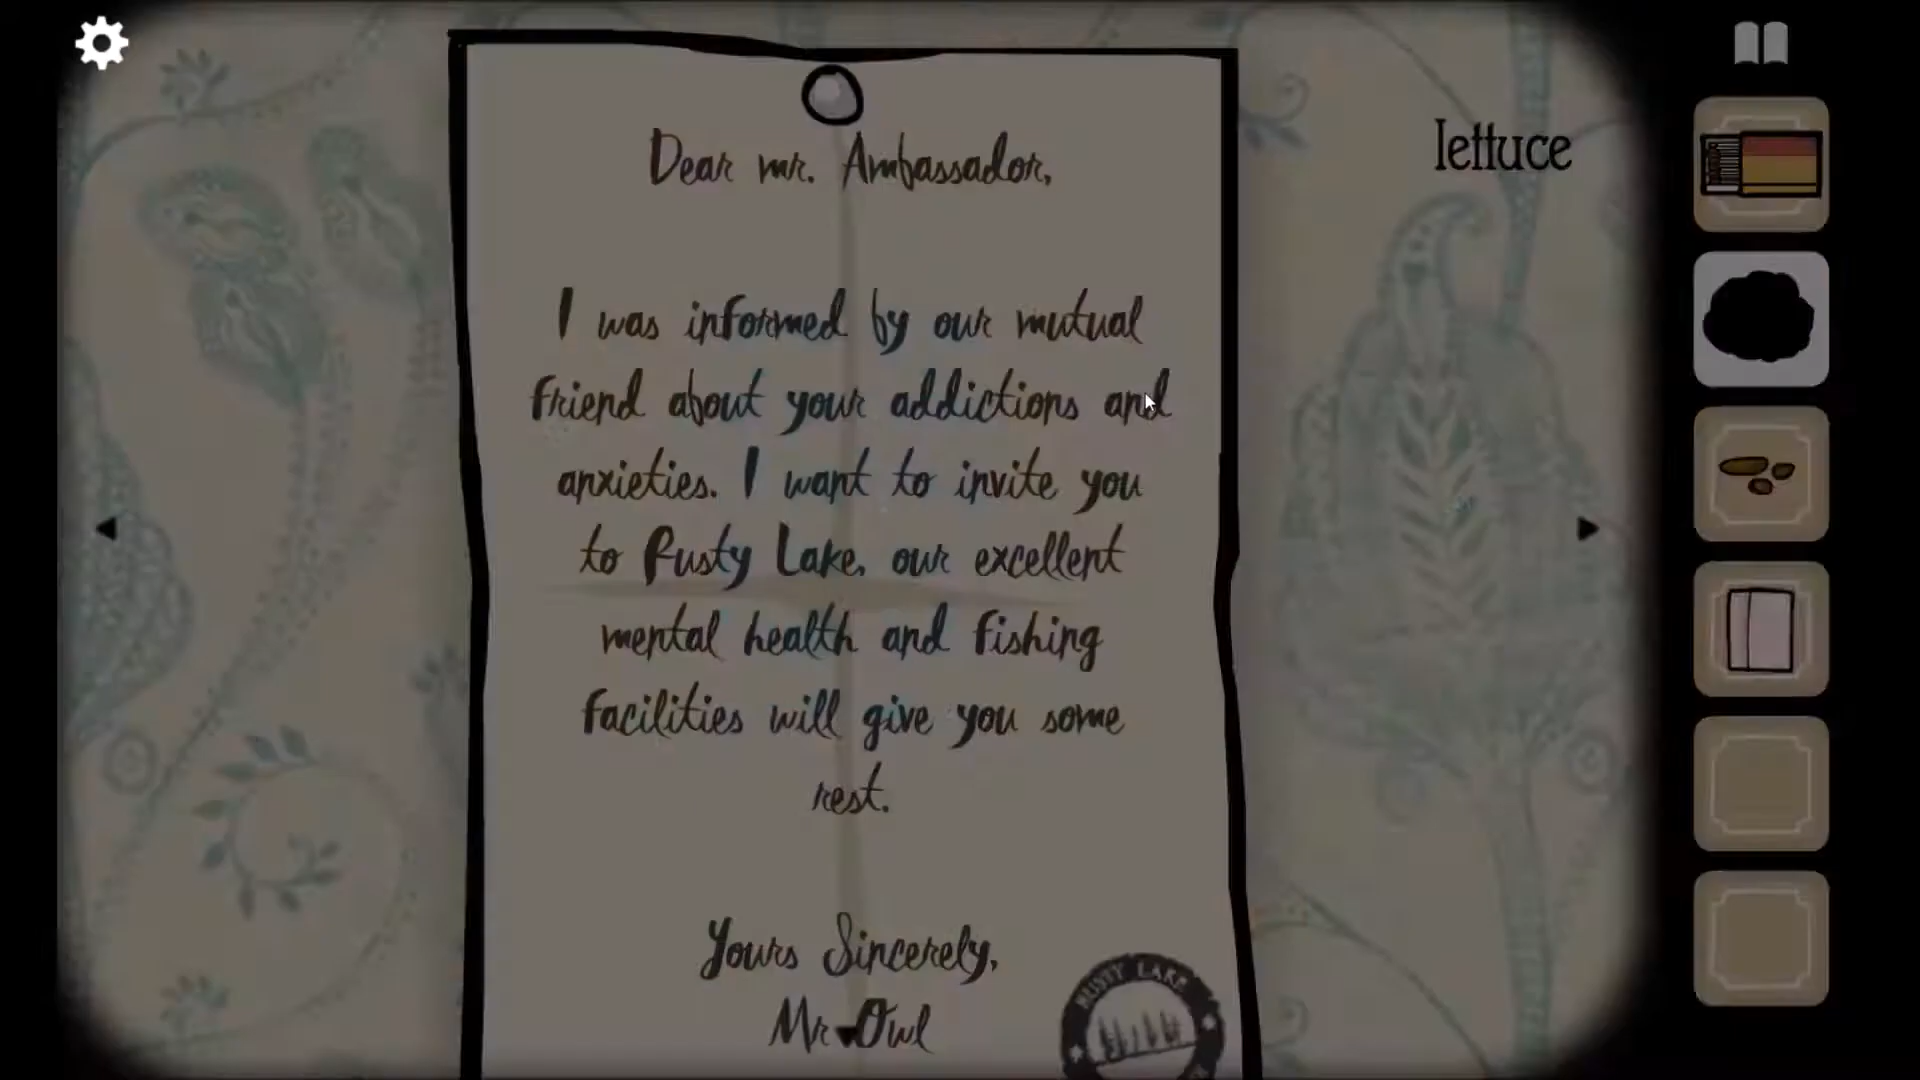 Dear mr. Ambassador,
lettuce
I was informed by our mutual
friend about your addictions and
anxieties. I want to invite you
to Rusty Lake, our excellent
mental health and fishing
facilities will give you some
rest.
Yours Sincerely,
Mr. Owl
RUSTY LAKE